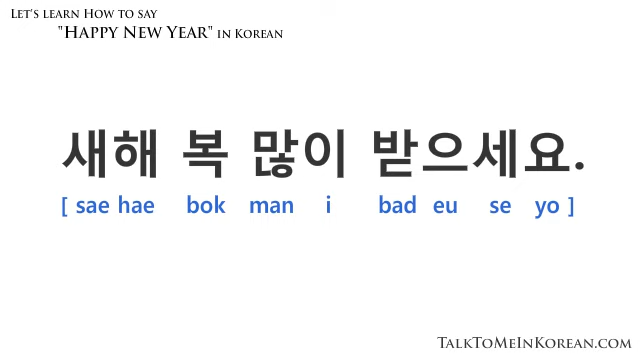 Let's learn How to say
"Happy New Year" in Korean
새해 복 많이 받으세요.
[ sae hae bok man i bad eu se yo ]
TalkToMeInKorean.com